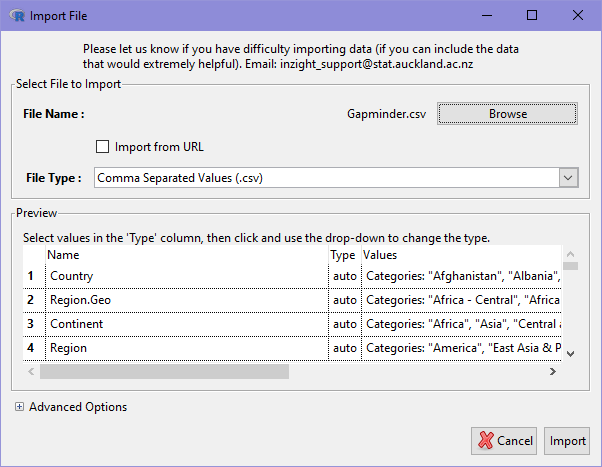 Import File
Please let us know if you have difficulty importing data (if you can include the data
that would extremely helpful). Email: inzight_support@stat.auckland.ac.nz
Select File to Import
File Name : Gapminder.csv Browse
Import from URL
File Type : Comma Separated Values (.csv)
Preview
Select values in the 'Type' column, then click and use the drop-down to change the type.
Name Type Values
1 Country auto Categories: "Afghanistan", "Albania",
2 Region.Geo auto Categories: "Africa - Central", "Africa
3 Continent auto Categories: "Africa", "Asia", "Central
4 Region auto Categories: "America", "East Asia & P
Advanced Options
Cancel Import